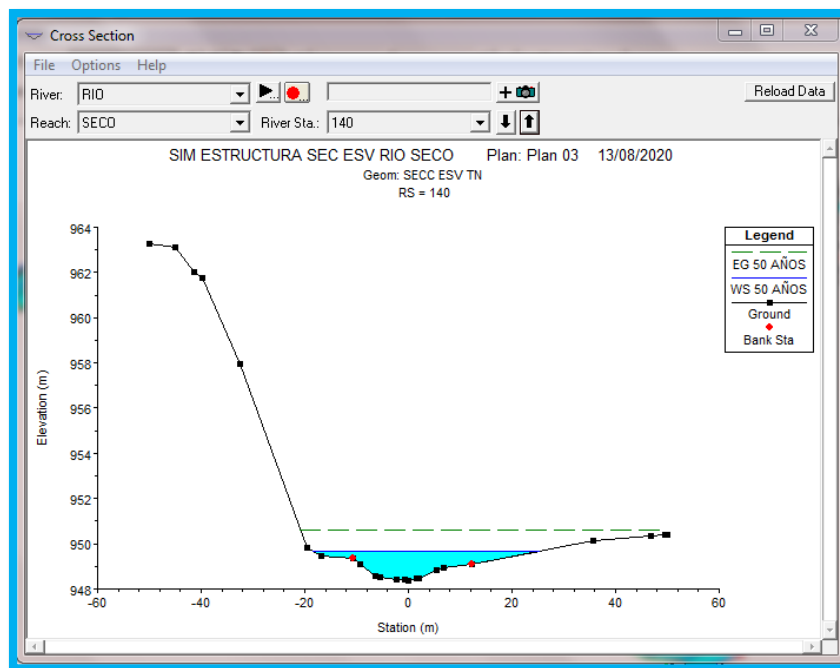 Cross Section
File Options Help
River: RIO
Reload Data
Reach: SECO River Sta.: 140
SIM ESTRUCTURA SEC ESV RIO SECO Plan: Plan 03 13/08/2020
Geom: SECC ESV TN
RS = 140
Legend
EG 50 AÑOS
WS 50 AÑOS
Ground
Bank Sta
Elevation (m)
964
962
960
958
956
954
952
950
948
-60 -40 -20 0 20 40 60
Station (m)